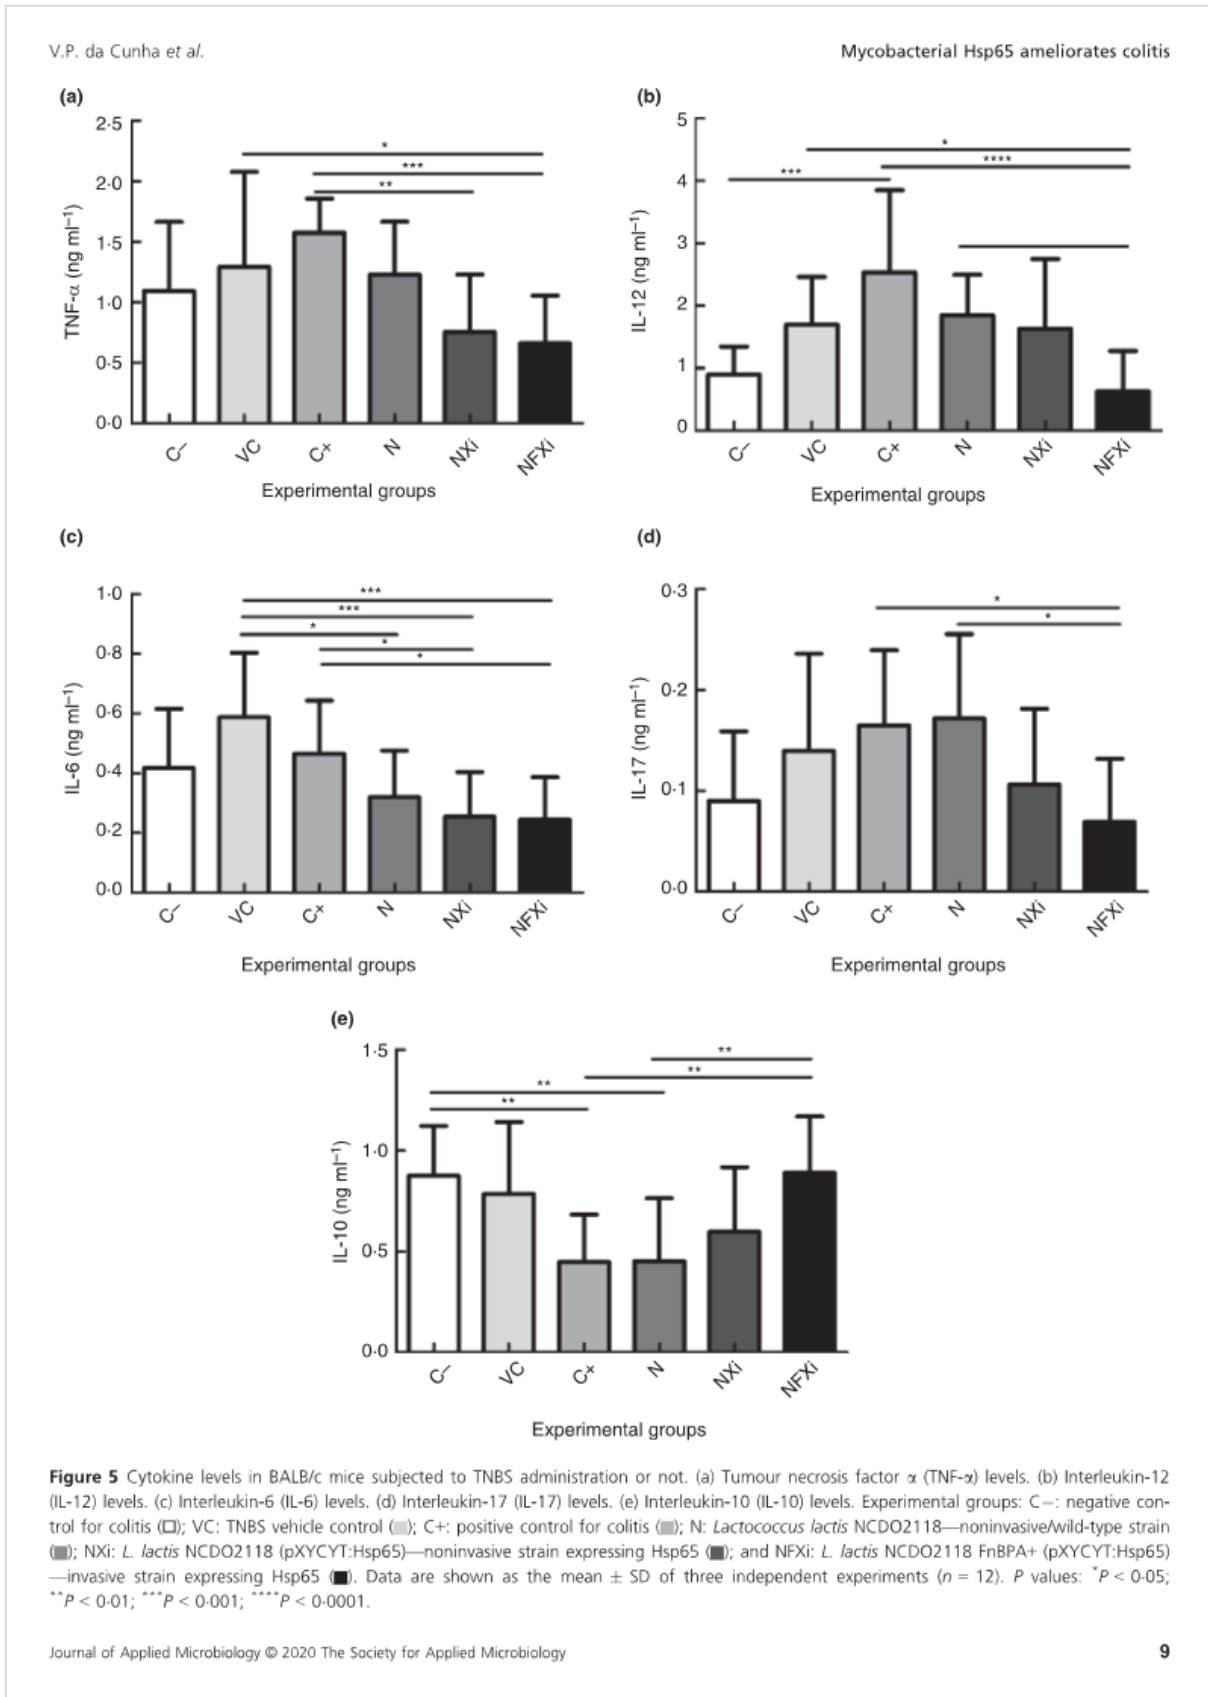 V.P. da Cunha et al.
Mycobacterial Hsp65 ameliorates colitis
(a)
2·5
2·0
1·5
1·0
0·5
0·0
TNF-α (ng ml⁻¹)
*
***
**
C–
VC
C+
N
NXi
NFXi
Experimental groups
(b)
5
4
3
2
1
0
IL-12 (ng ml⁻¹)
*
****
***
C–
VC
C+
N
NXi
NFXi
Experimental groups
(c)
1·0
0·8
0·6
0·4
0·2
0·0
IL-6 (ng ml⁻¹)
***
***
*
*
*
C–
VC
C+
N
NXi
NFXi
Experimental groups
(d)
0·3
0·2
0·1
0·0
IL-17 (ng ml⁻¹)
*
*
C–
VC
C+
N
NXi
NFXi
Experimental groups
(e)
1·5
1·0
0·5
0·0
IL-10 (ng ml⁻¹)
**
**
**
**
C–
VC
C+
N
NXi
NFXi
Experimental groups
Figure 5 Cytokine levels in BALB/c mice subjected to TNBS administration or not. (a) Tumour necrosis factor α (TNF-α) levels. (b) Interleukin-12
(IL-12) levels. (c) Interleukin-6 (IL-6) levels. (d) Interleukin-17 (IL-17) levels. (e) Interleukin-10 (IL-10) levels. Experimental groups: C−: negative con-
trol for colitis (□); VC: TNBS vehicle control (■); C+: positive control for colitis (■); N: Lactococcus lactis NCDO2118—noninvasive/wild-type strain
(■); NXi: L. lactis NCDO2118 (pXYCYT:Hsp65)—noninvasive strain expressing Hsp65 (■); and NFXi: L. lactis NCDO2118 FnBPA+ (pXYCYT:Hsp65)
—invasive strain expressing Hsp65 (■). Data are shown as the mean ± SD of three independent experiments (n = 12). P values: *P < 0·05;
**P < 0·01; ***P < 0·001; ****P < 0·0001.
Journal of Applied Microbiology © 2020 The Society for Applied Microbiology
9